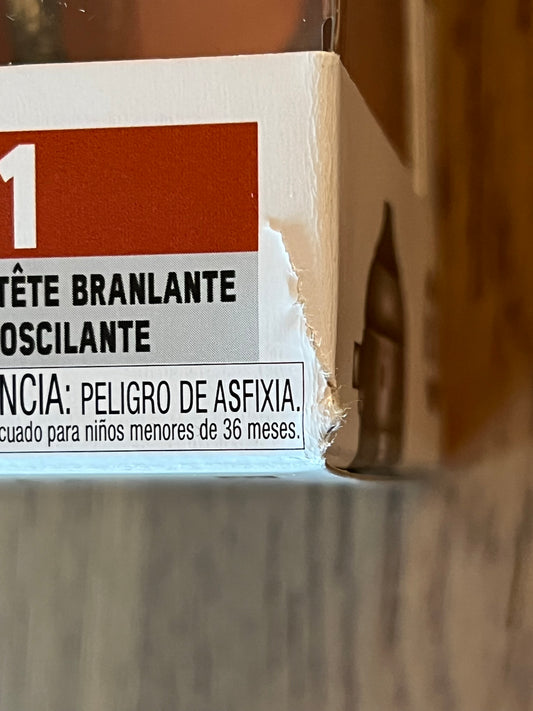 1
TÊTE BRANLANTE
OSCILANTE
NCIA: PELIGRO DE ASFIXIA.
cuado para niños menores de 36 meses.